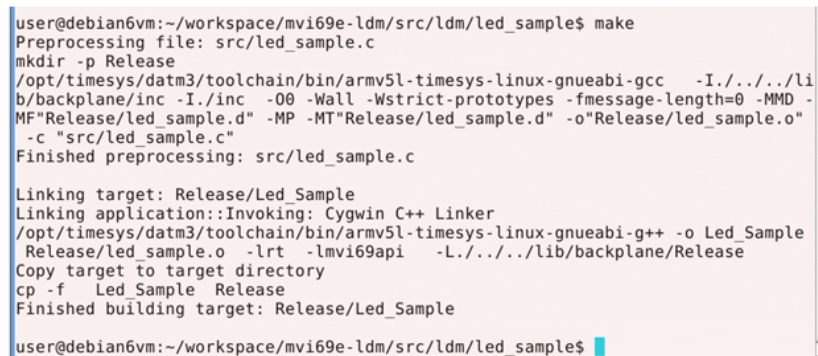 user@debian6vm:~/workspace/mvi69e-ldm/src/ldm/led_sample$ make
Preprocessing file: src/led_sample.c
mkdir -p Release
/opt/timesys/datm3/toolchain/bin/armv5l-timesys-linux-gnueabi-gcc   -I./../../li
b/backplane/inc -I./inc  -O0 -Wall -Wstrict-prototypes -fmessage-length=0 -MMD -
MF"Release/led_sample.d" -MP -MT"Release/led_sample.d" -o"Release/led_sample.o"
 -c "src/led_sample.c"
Finished preprocessing: src/led_sample.c

Linking target: Release/Led_Sample
Linking application::Invoking: Cygwin C++ Linker
/opt/timesys/datm3/toolchain/bin/armv5l-timesys-linux-gnueabi-g++ -o Led_Sample
 Release/led_sample.o  -lrt  -lmvi69api   -L./../../lib/backplane/Release
Copy target to target directory
cp -f   Led_Sample  Release
Finished building target: Release/Led_Sample

user@debian6vm:~/workspace/mvi69e-ldm/src/ldm/led_sample$